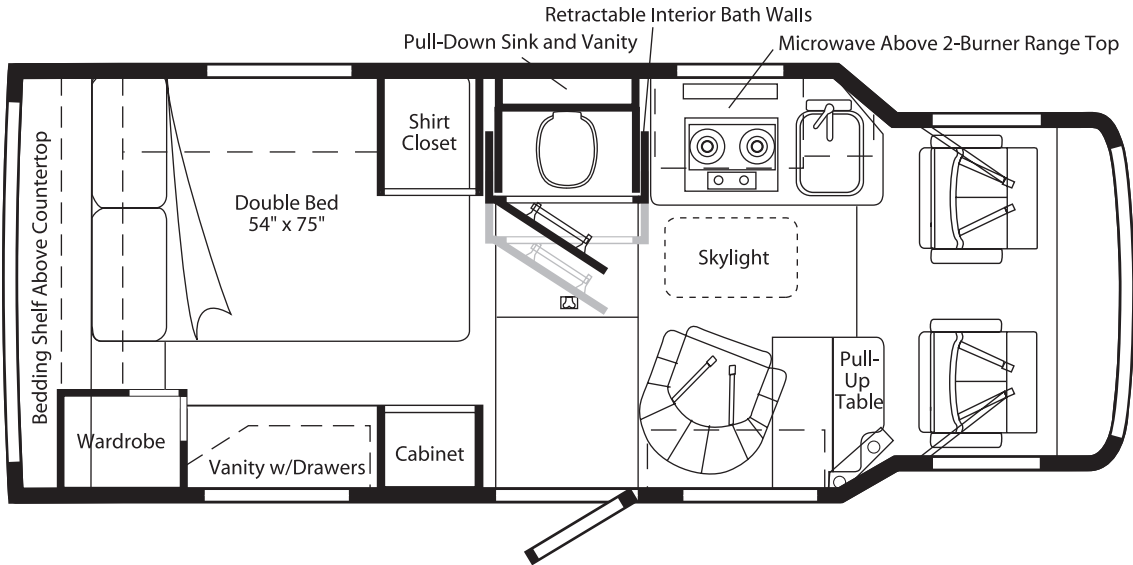 Retractable Interior Bath Walls
Pull-Down Sink and Vanity
Microwave Above 2-Burner Range Top
Bedding Shelf Above Countertop
Shirt
Closet
Double Bed
54" x 75"
Skylight
Pull-
Up
Table
Wardrobe
Vanity w/Drawers
Cabinet